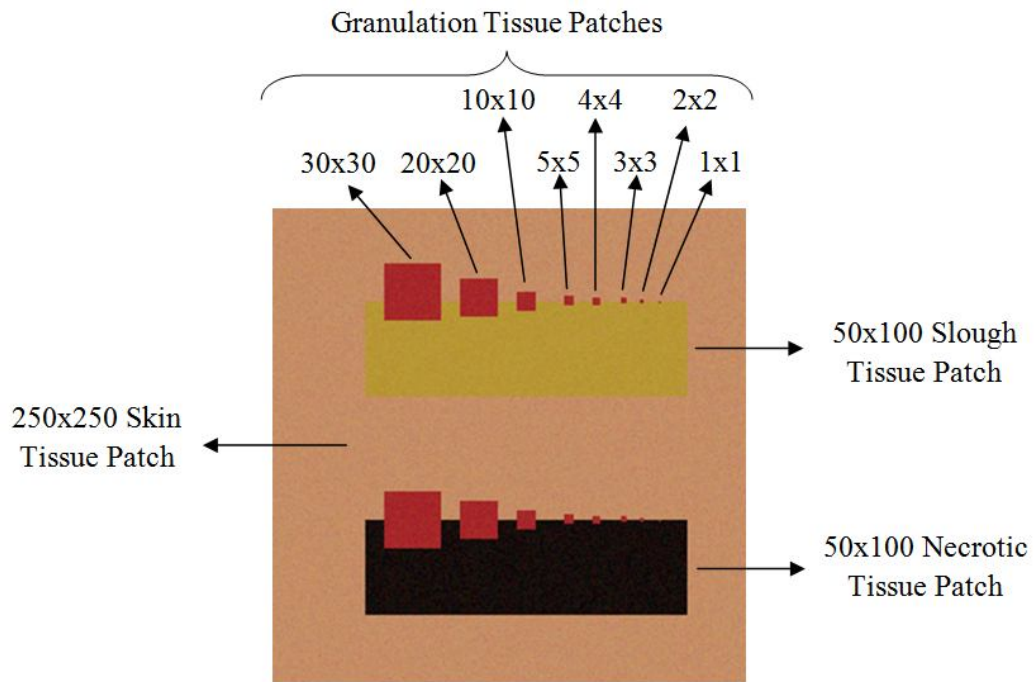 Granulation Tissue Patches
10x10
4x4
2x2
30x30
20x20
5x5
3x3
1x1
50x100 Slough
Tissue Patch
250x250 Skin
Tissue Patch
50x100 Necrotic
Tissue Patch